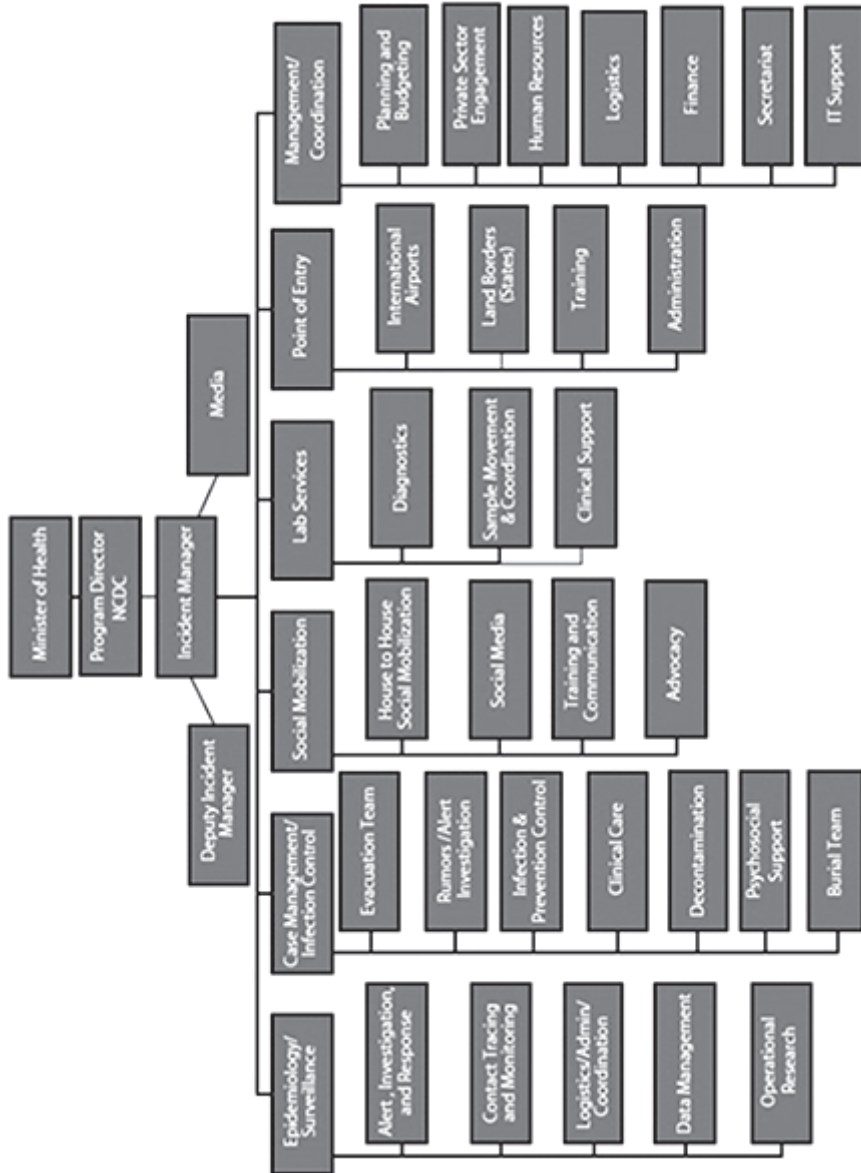 Minister of Health
Program Director
NCDC
Incident Manager
Deputy Incident
Manager
Media
Epidemiology/
Surveillance
Alert, Investigation,
and Response
Contact Tracing
and Monitoring
Logistics/Admin/
Coordination
Data Management
Operational
Research
Case Management/
Infection Control
Evacuation Team
Rumors /Alert
Investigation
Infection &
Prevention Control
Clinical Care
Decontamination
Psychosocial
Support
Burial Team
Social Mobilization
House to House
Social Mobilization
Social Media
Training and
Communication
Advocacy
Lab Services
Diagnostics
Sample Movement
& Coordination
Clinical Support
Point of Entry
International
Airports
Land Borders
(States)
Training
Administration
Management/
Coordination
Planning and
Budgeting
Private Sector
Engagement
Human Resources
Logistics
Finance
Secretariat
IT Support